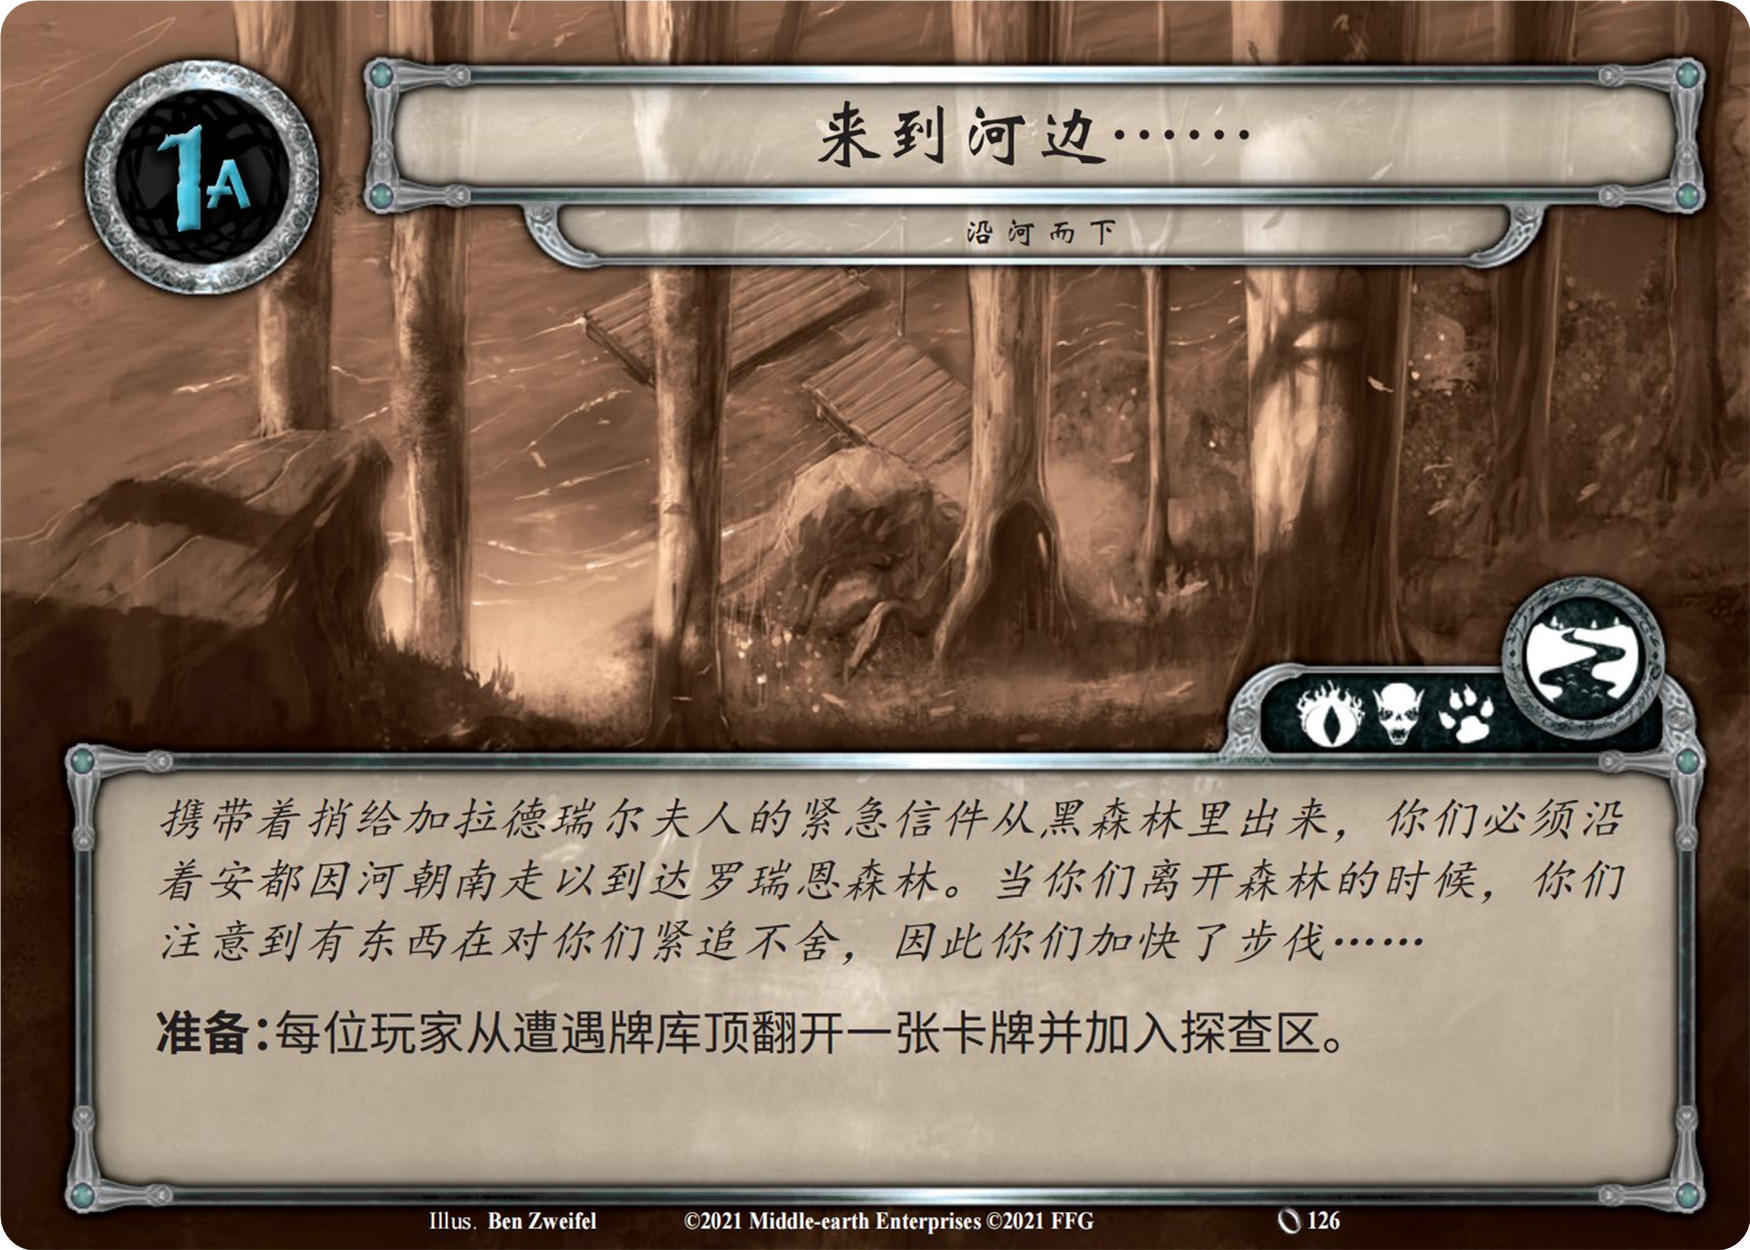 1A
来到河边······
沿河而下
携带着捎给加拉德瑞尔夫人的紧急信件从黑森林里出来，你们必须沿
着安都因河朝南走以到达罗瑞恩森林。当你们离开森林的时候，你们
注意到有东西在对你们紧追不舍，因此你们加快了步伐······
准备：每位玩家从遭遇牌库顶翻开一张卡牌并加入探查区。
Illus. Ben Zweifel ©2021 Middle-earth Enterprises ©2021 FFG 126